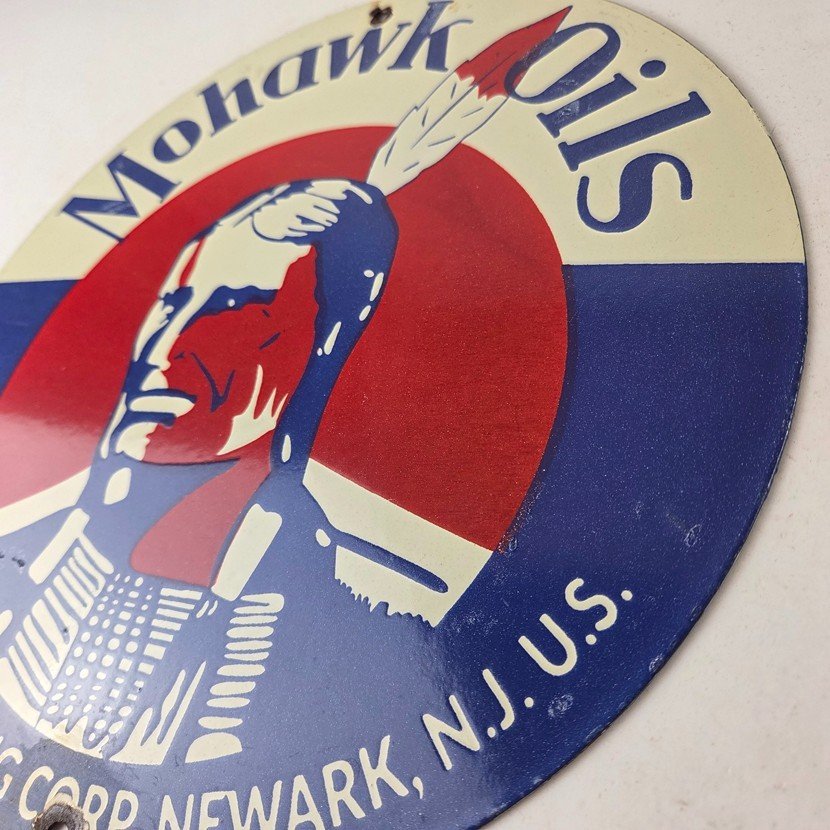 Mohawk Oils
G CORP. NEWARK, N.J. U.S.